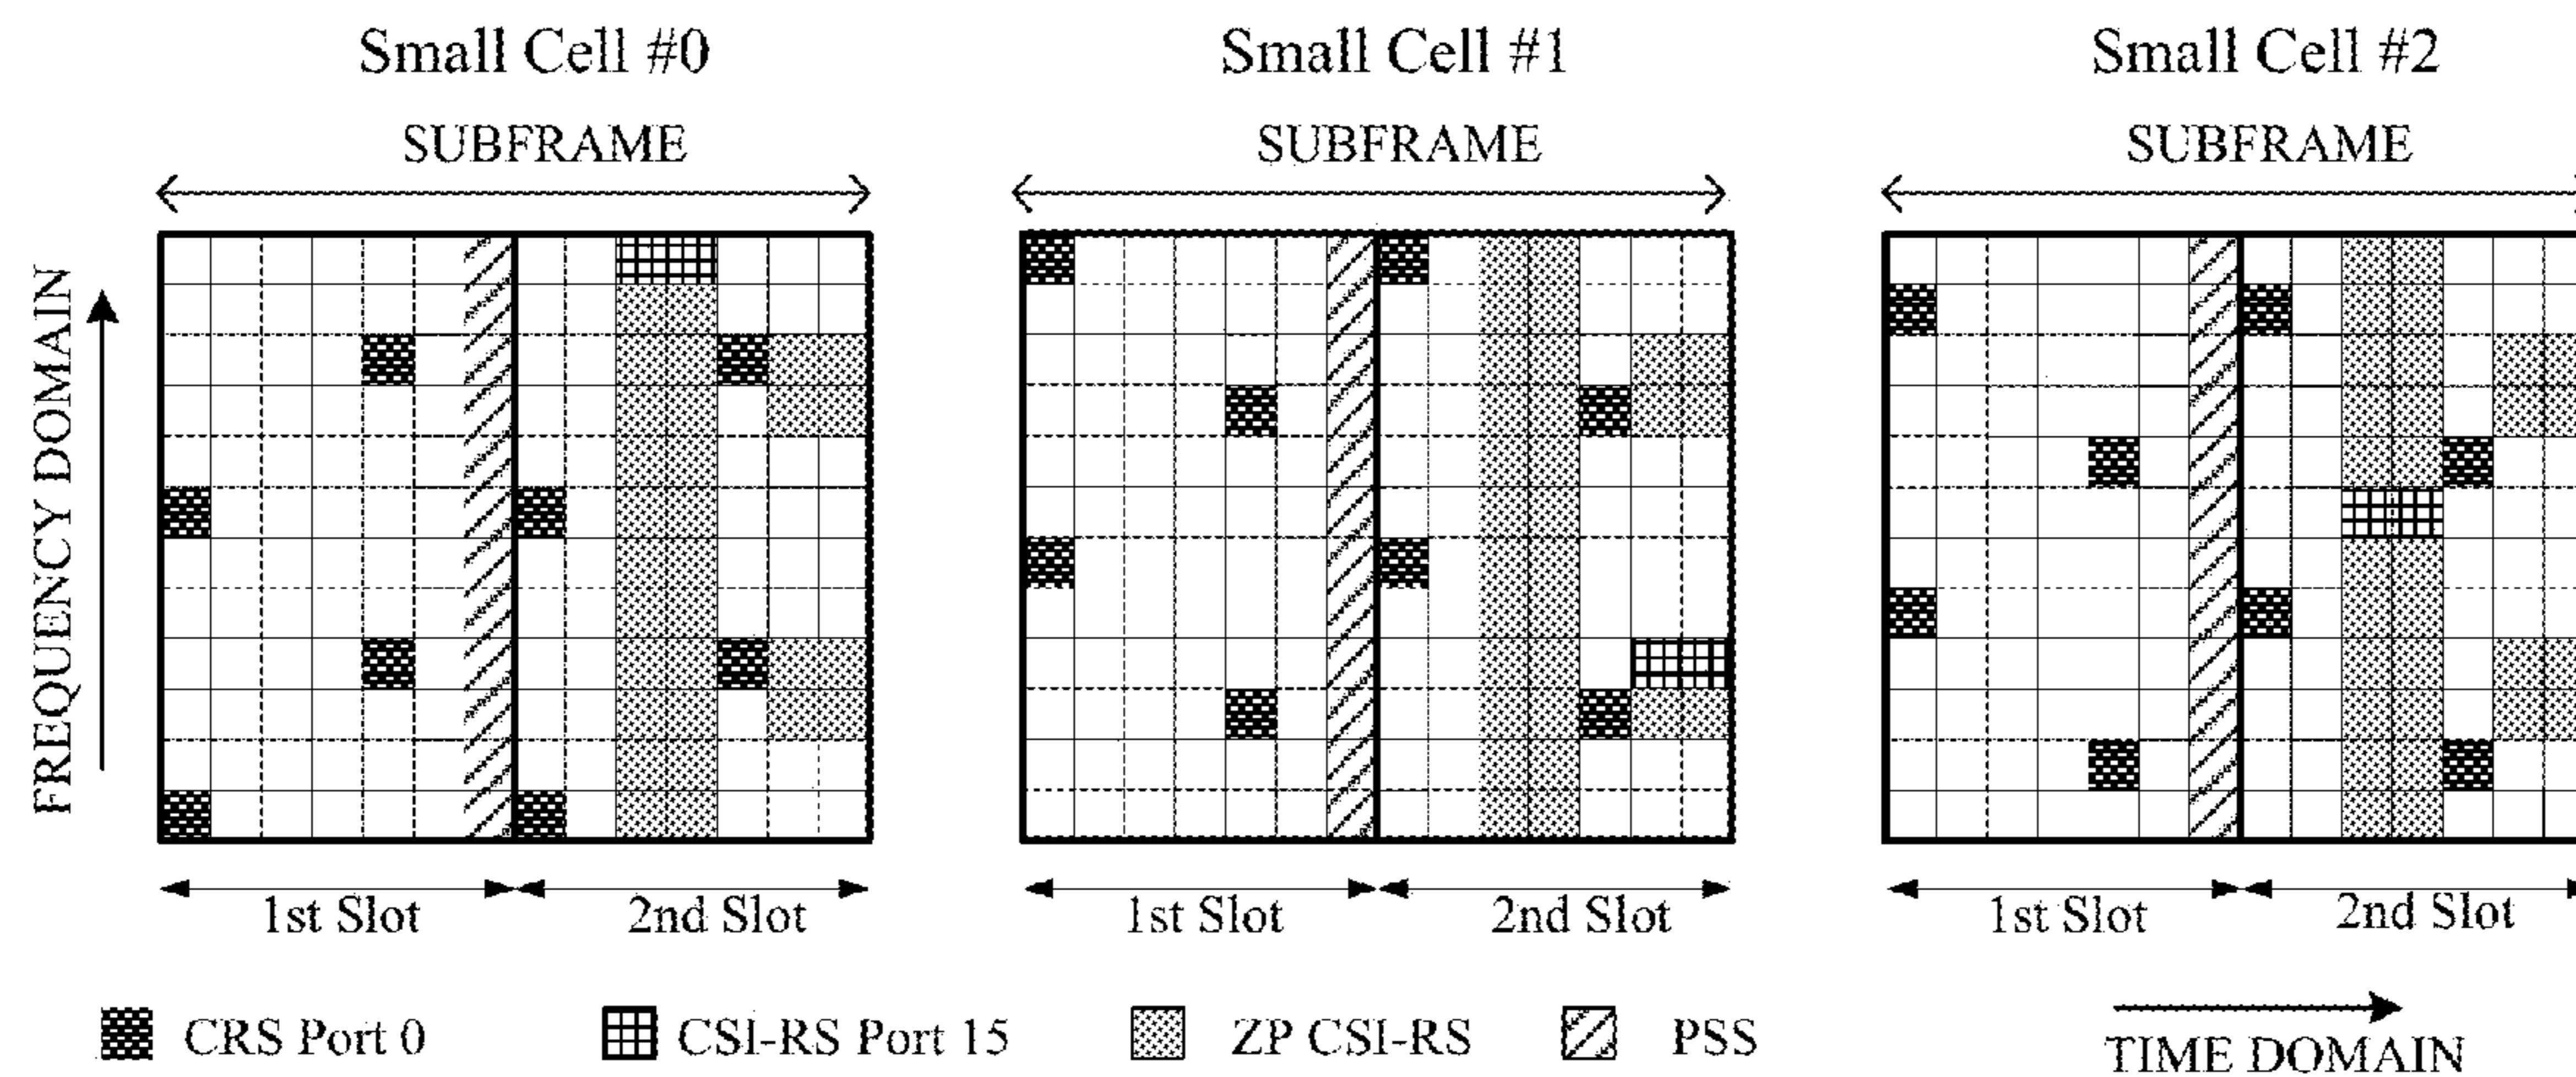 Small Cell #0
Small Cell #1
Small Cell #2
SUBFRAME
SUBFRAME
SUBFRAME
FREQUENCY DOMAIN
1st Slot
2nd Slot
1st Slot
2nd Slot
1st Slot
2nd Slot
CRS Port 0
CSI-RS Port 15
ZP CSI-RS
PSS
TIME DOMAIN